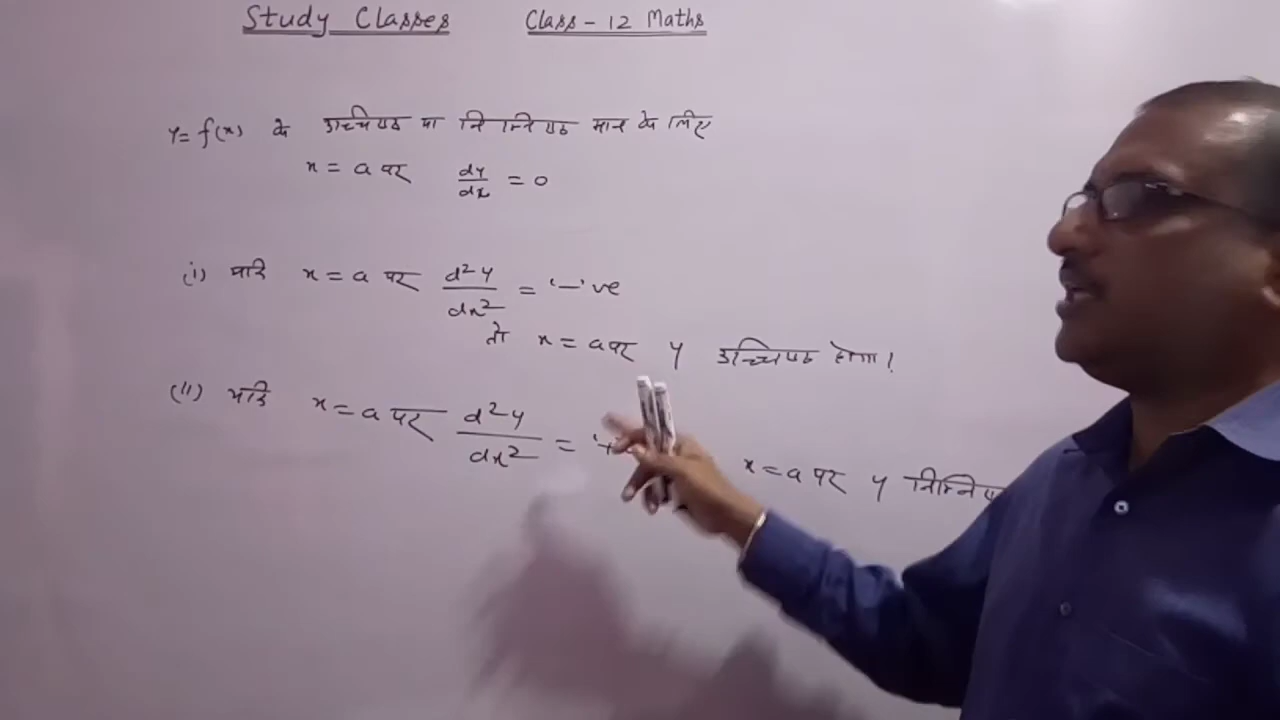 Study Classes Class - 12 Maths
y = f(x) के उच्चिष्ठ या निम्निष्ठ मान के लिए
x = a पर dy/dx = 0
(i) यदि x = a पर d²y/dx² = '-'ve
तो x = a पर y उच्चिष्ठ होगा।
(ii) यदि x = a पर d²y/dx² =
x = a पर y